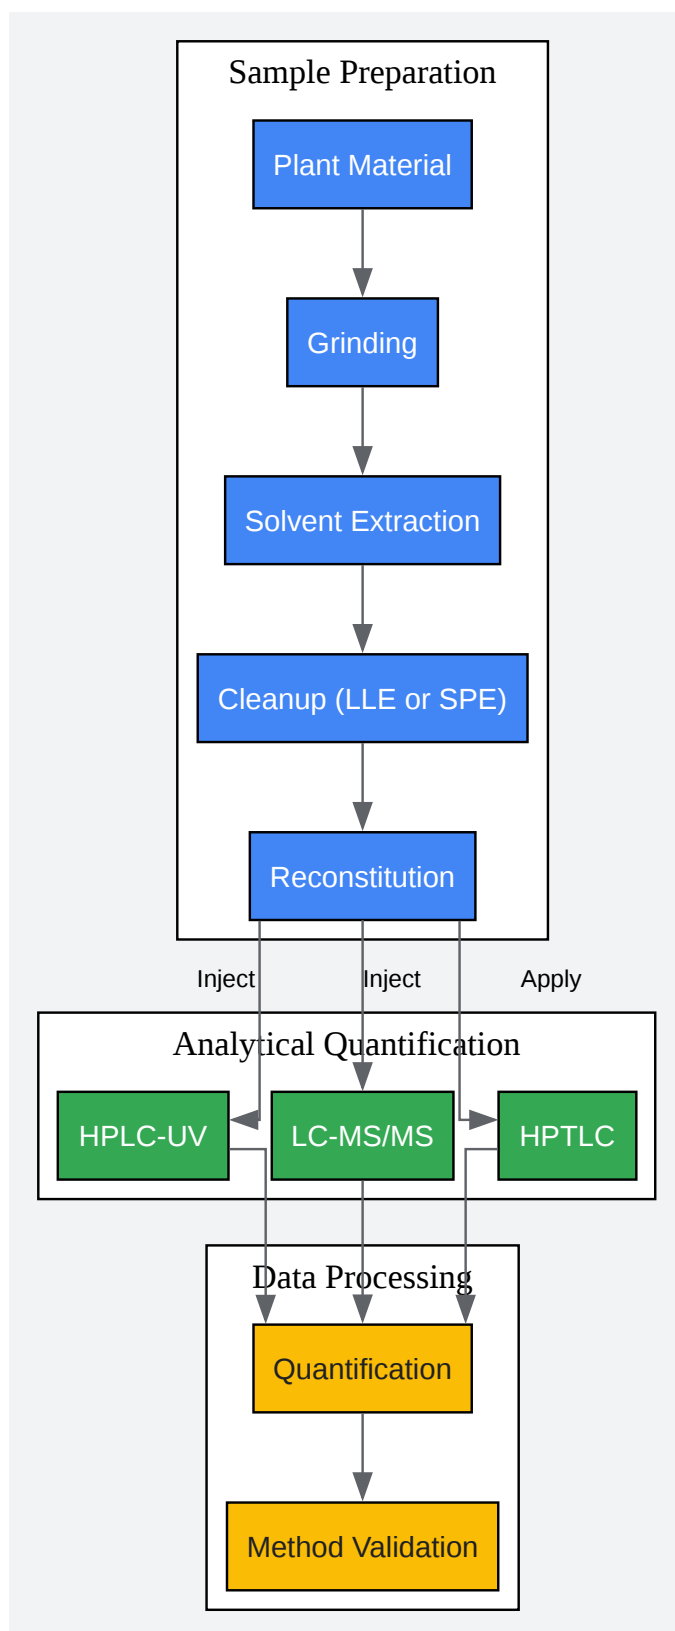 Sample Preparation
Plant Material
Grinding
Solvent Extraction
Cleanup (LLE or SPE)
Reconstitution
Inject
Inject
Apply
Analytical Quantification
HPLC-UV
LC-MS/MS
HPTLC
Data Processing
Quantification
Method Validation